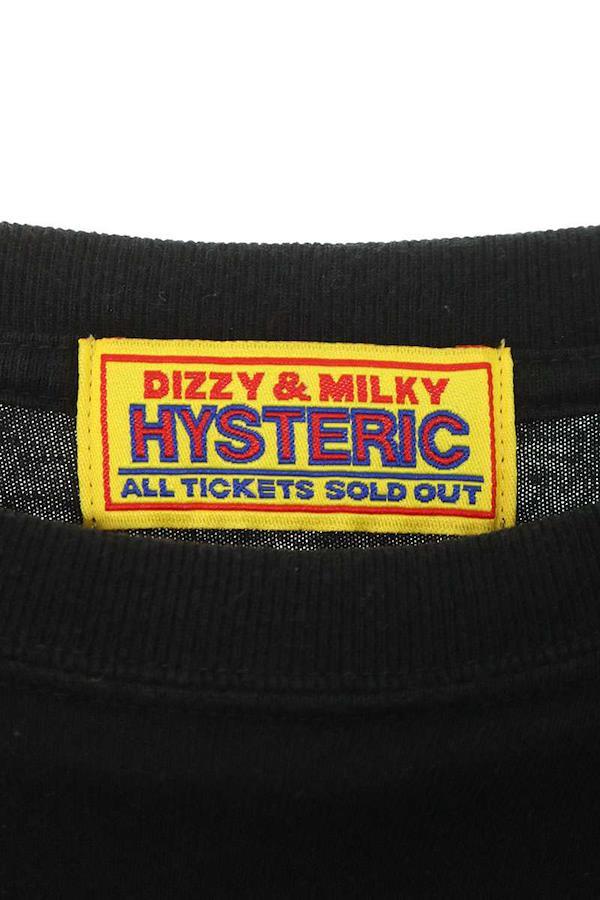 DIZZY & MILKY
HYSTERIC
ALL TICKETS SOLD OUT